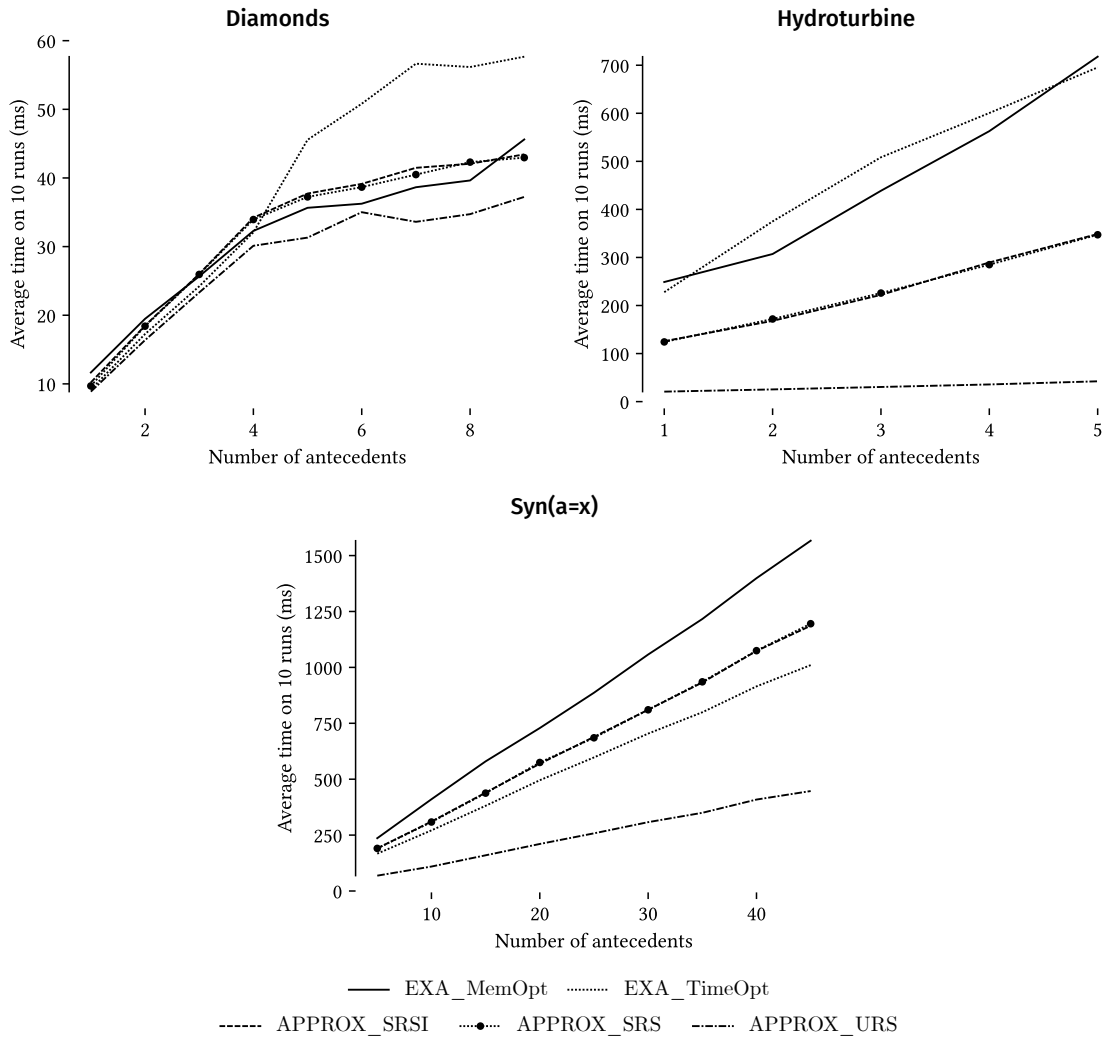 Diamonds
Hydroturbine
60
50
40
30
20
10
Average time on 10 runs (ms)
2 4 6 8
Number of antecedents
700
600
500
400
300
200
100
0
Average time on 10 runs (ms)
1 2 3 4 5
Number of antecedents
Syn(a=x)
1500
1250
1000
750
500
250
0
Average time on 10 runs (ms)
10 20 30 40
Number of antecedents
EXA_MemOpt EXA_TimeOpt
APPROX_SRSI APPROX_SRS APPROX_URS